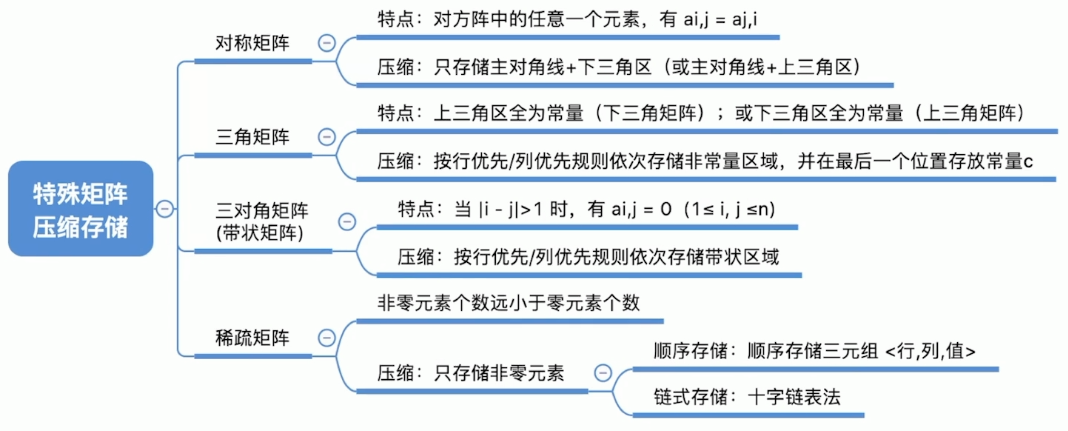 特殊矩阵
压缩存储
对称矩阵
特点：对方阵中的任意一个元素，有 ai,j = aj,i
压缩：只存储主对角线+下三角区（或主对角线+上三角区）
三角矩阵
特点：上三角区全为常量（下三角矩阵）；或下三角区全为常量（上三角矩阵）
压缩：按行优先/列优先规则依次存储非常量区域，并在最后一个位置存放常量c
三对角矩阵
(带状矩阵)
特点：当 |i - j|>1 时，有 ai,j = 0（1≤ i, j ≤n)
压缩：按行优先/列优先规则依次存储带状区域
稀疏矩阵
非零元素个数远小于零元素个数
压缩：只存储非零元素
顺序存储：顺序存储三元组 <行,列,值>
链式存储：十字链表法